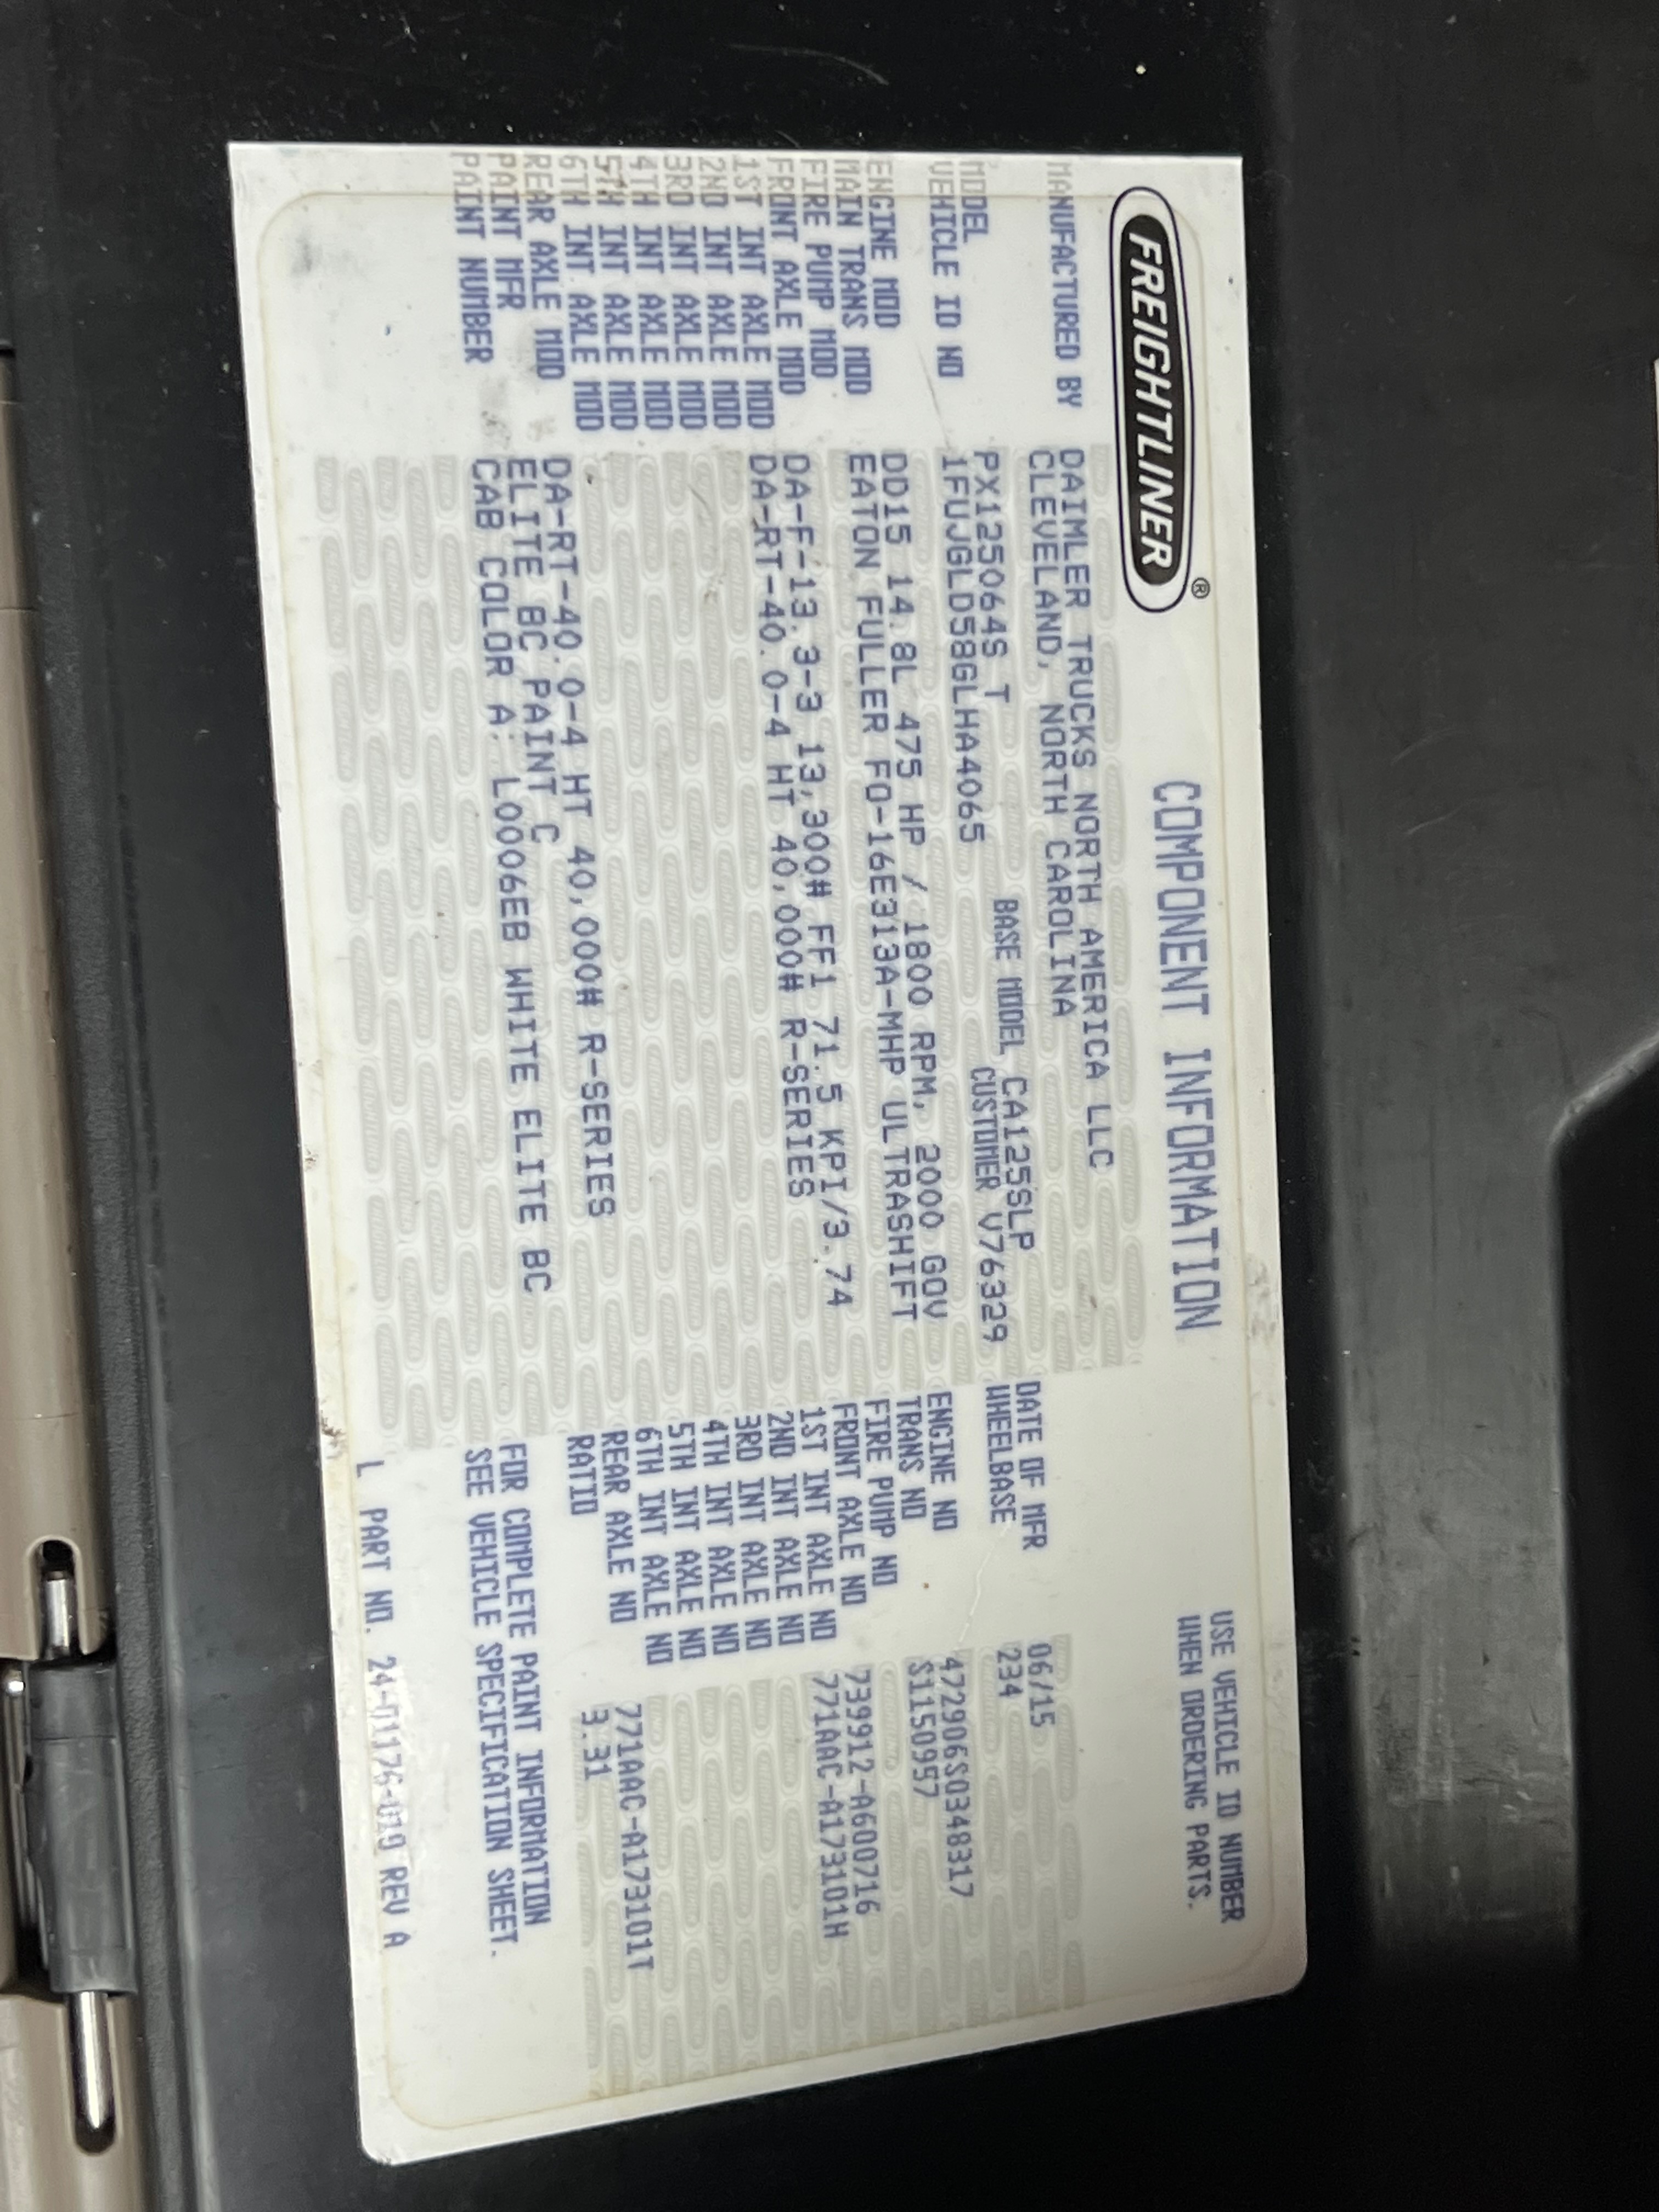 FREIGHTLINER®
COMPONENT INFORMATION
USE VEHICLE ID NUMBER
WHEN ORDERING PARTS.
MANUFACTURED BY DAIMLER TRUCKS NORTH AMERICA LLC
CLEVELAND, NORTH CAROLINA
MODEL PX125064S T BASE MODEL CA125SLP DATE OF MFR 06/15
VEHICLE ID NO 1FUJGLD58GLHA4065 CUSTOMER V76329 WHEELBASE 234
ENGINE MOD DD15 14.8L 475 HP / 1800 RPM, 2000 GOV ENGINE NO 472906S0348317
MAIN TRANS MOD EATON FULLER FO-16E313A-MHP ULTRASHIFT TRANS NO S1150957
FIRE PUMP MOD FIRE PUMP NO
FRONT AXLE MOD DA-F-13.3-3 13,300# FF1 71.5 KPI/3.74 FRONT AXLE NO 739912-A600716
1ST INT AXLE MOD DA-RT-40.0-4 HT 40,000# R-SERIES 1ST INT AXLE NO 771AAC-A173101H
2ND INT AXLE MOD 2ND INT AXLE NO
3RD INT AXLE MOD 3RD INT AXLE NO
4TH INT AXLE MOD 4TH INT AXLE NO
5TH INT AXLE MOD 5TH INT AXLE NO
6TH INT AXLE MOD 6TH INT AXLE NO
REAR AXLE MOD DA-RT-40.0-4 HT 40,000# R-SERIES REAR AXLE NO 771AAC-A173101T
PAINT MFR ELITE BC PAINT C RATIO 3.31
PAINT NUMBER CAB COLOR A: L0006EB WHITE ELITE BC
FOR COMPLETE PAINT INFORMATION
SEE VEHICLE SPECIFICATION SHEET.
L PART NO. 24-01176-019 REV A